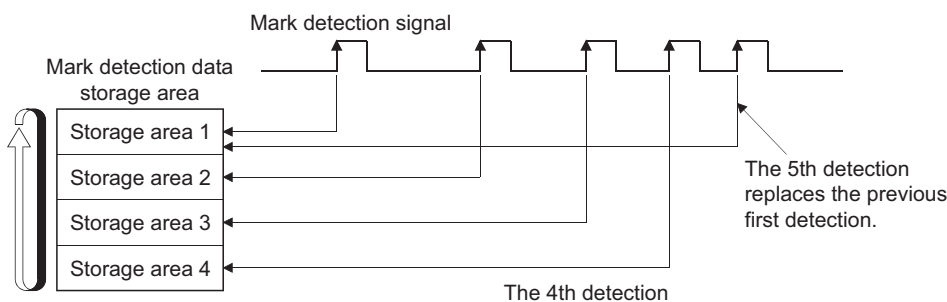 Mark detection signal
Mark detection data
storage area
Storage area 1
Storage area 2
Storage area 3
Storage area 4
The 5th detection
replaces the previous
first detection.
The 4th detection